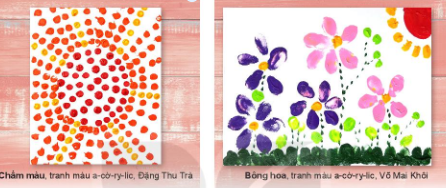 Chấm màu, tranh màu a-cờ-ry-lic, Đặng Thu Trà
Bông hoa, tranh màu a-cờ-ry-lic, Võ Mai Khôi